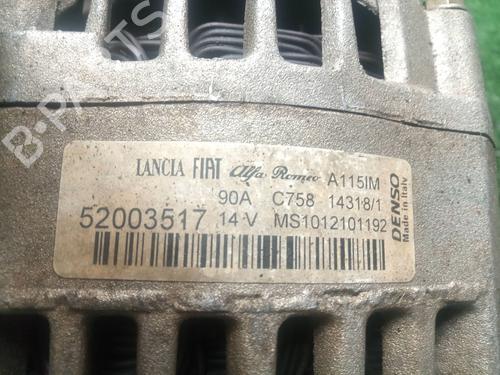 LANCIA FIAT Alfa Romeo A115IM
90A C758 14318/1
52003517 14 V MS1012101192
DENSO
Made in Italy
B-PARTS